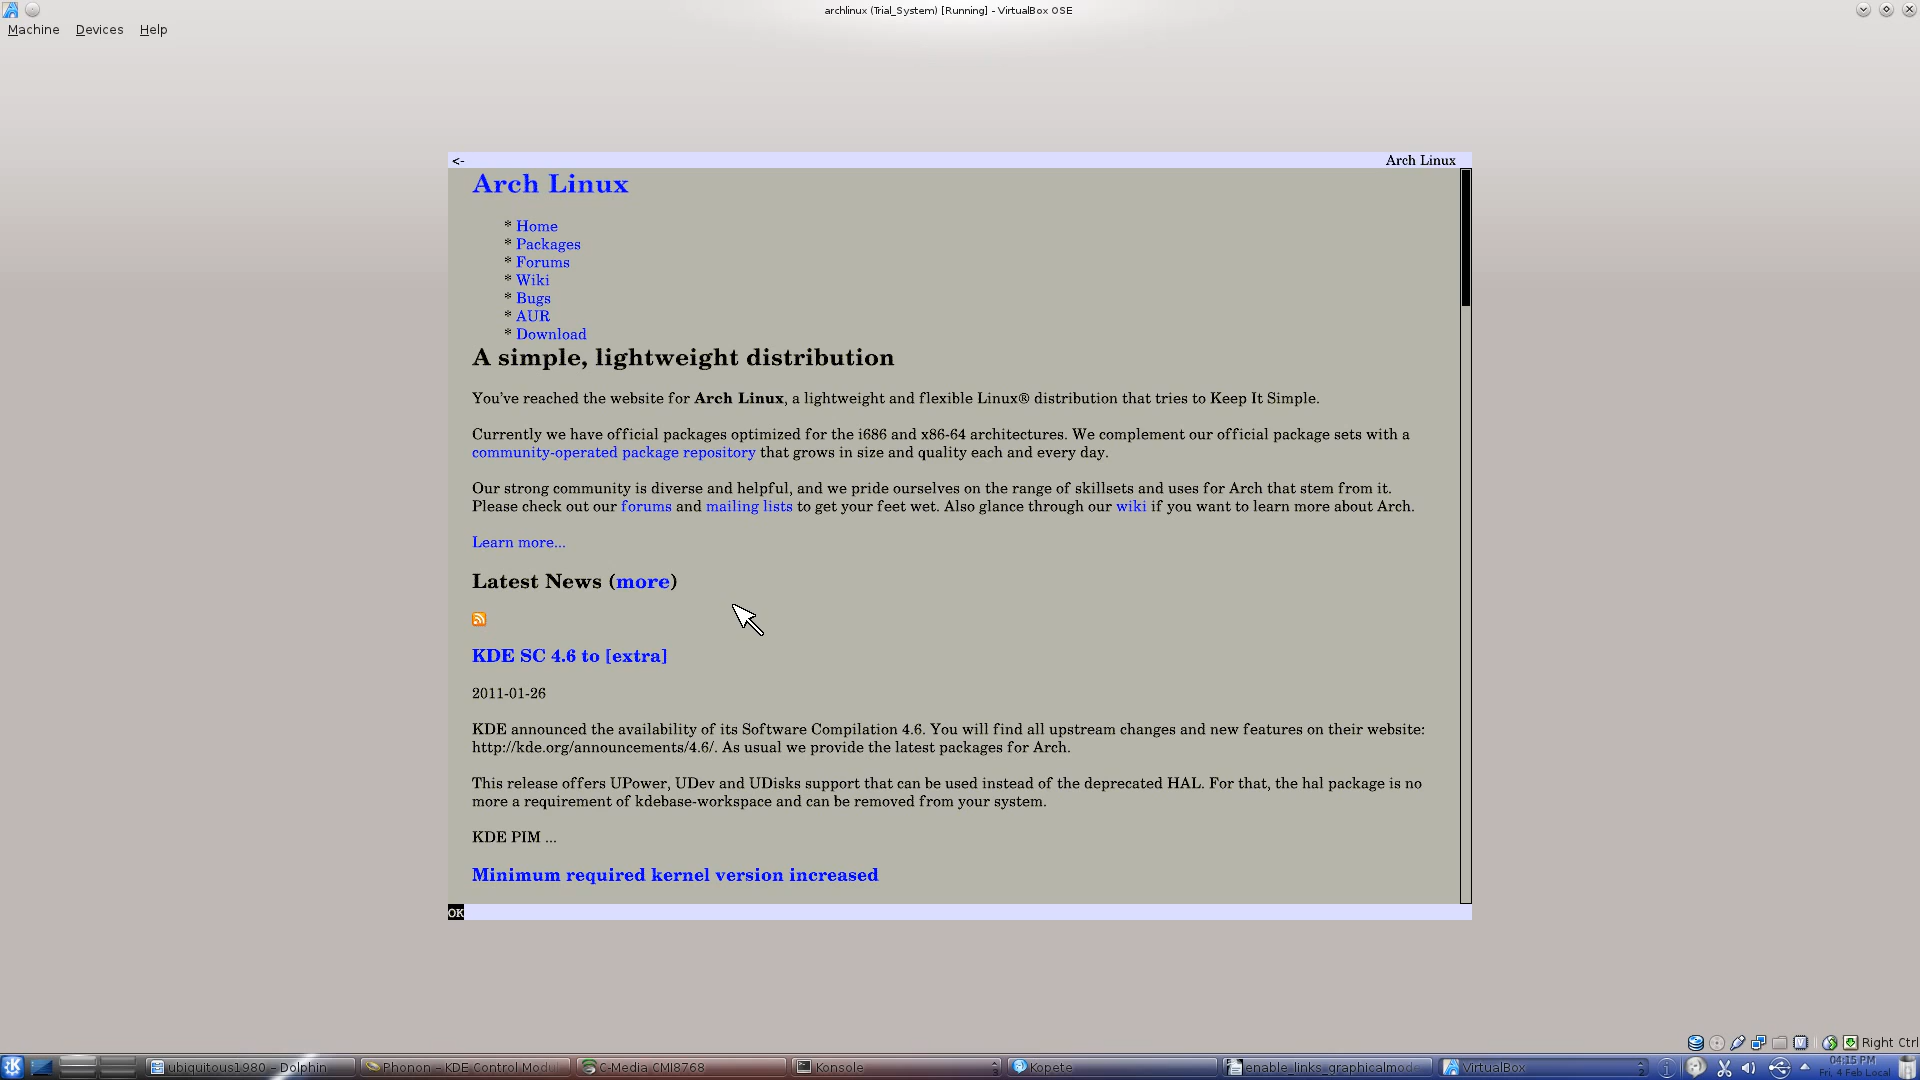 archlinux (Trial_System) [Running] - VirtualBox OSE
Machine Devices Help
<- Arch Linux
Arch Linux
* Home
* Packages
* Forums
* Wiki
* Bugs
* AUR
* Download
A simple, lightweight distribution
You've reached the website for Arch Linux, a lightweight and flexible Linux® distribution that tries to Keep It Simple.
Currently we have official packages optimized for the i686 and x86-64 architectures. We complement our official package sets with a
community-operated package repository that grows in size and quality each and every day.
Our strong community is diverse and helpful, and we pride ourselves on the range of skillsets and uses for Arch that stem from it.
Please check out our forums and mailing lists to get your feet wet. Also glance through our wiki if you want to learn more about Arch.
Learn more...
Latest News (more)
KDE SC 4.6 to [extra]
2011-01-26
KDE announced the availability of its Software Compilation 4.6. You will find all upstream changes and new features on their website:
http://kde.org/announcements/4.6/. As usual we provide the latest packages for Arch.
This release offers UPower, UDev and UDisks support that can be used instead of the deprecated HAL. For that, the hal package is no
more a requirement of kdebase-workspace and can be removed from your system.
KDE PIM ...
Minimum required kernel version increased
OK
Right Ctrl
ubiquitous1980 - Dolphin Phonon - KDE Control Modul C-Media CMI8768 Konsole 3 Kopete enable_links_graphicalmode VirtualBox 2 04:15 PM
Fri, 4 Feb Local